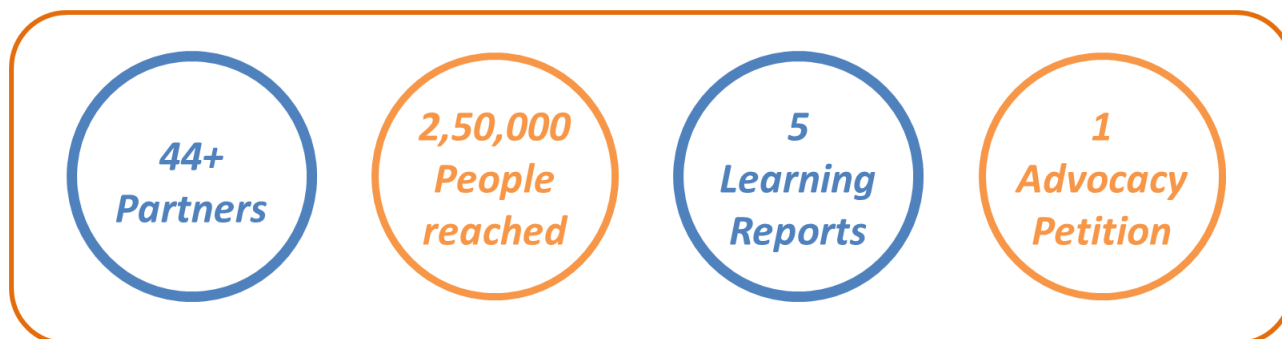 44+
Partners
2,50,000
People
reached
5
Learning
Reports
1
Advocacy
Petition